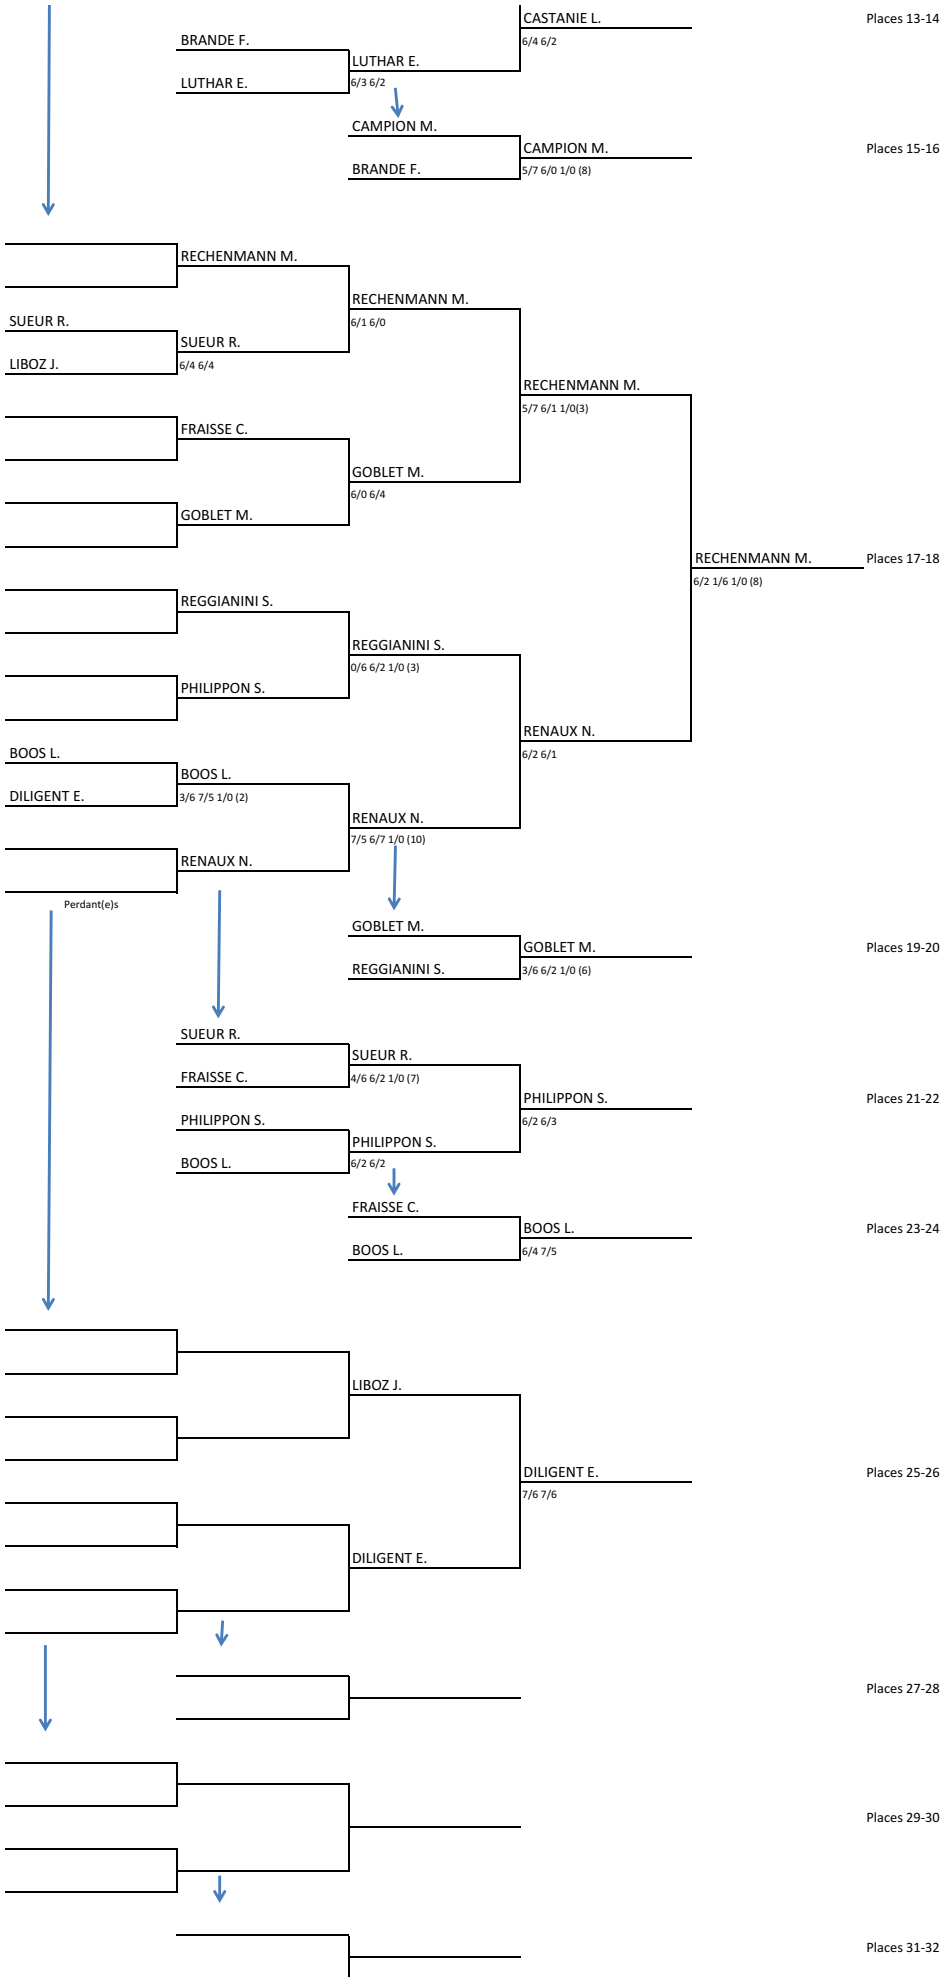 CASTANIE L.
Places 13-14
6/4 6/2
BRANDE F.
LUTHAR E.
LUTHAR E.
6/3 6/2
CAMPION M.
CAMPION M.
Places 15-16
BRANDE F.
5/7 6/0 1/0 (8)
RECHENMANN M.
RECHENMANN M.
6/1 6/0
SUEUR R.
SUEUR R.
LIBOZ J.
6/4 6/4
RECHENMANN M.
5/7 6/1 1/0(3)
FRAISSE C.
GOBLET M.
6/0 6/4
GOBLET M.
RECHENMANN M.
Places 17-18
6/2 1/6 1/0 (8)
REGGIANINI S.
REGGIANINI S.
0/6 6/2 1/0 (3)
PHILIPPON S.
RENAUX N.
6/2 6/1
BOOS L.
BOOS L.
DILIGENT E.
3/6 7/5 1/0 (2)
RENAUX N.
7/5 6/7 1/0 (10)
RENAUX N.
Perdant(e)s
GOBLET M.
GOBLET M.
Places 19-20
REGGIANINI S.
3/6 6/2 1/0 (6)
SUEUR R.
SUEUR R.
FRAISSE C.
4/6 6/2 1/0 (7)
PHILIPPON S.
Places 21-22
6/2 6/3
PHILIPPON S.
PHILIPPON S.
BOOS L.
6/2 6/2
FRAISSE C.
BOOS L.
Places 23-24
BOOS L.
6/4 7/5
LIBOZ J.
DILIGENT E.
Places 25-26
7/6 7/6
DILIGENT E.
Places 27-28
Places 29-30
Places 31-32